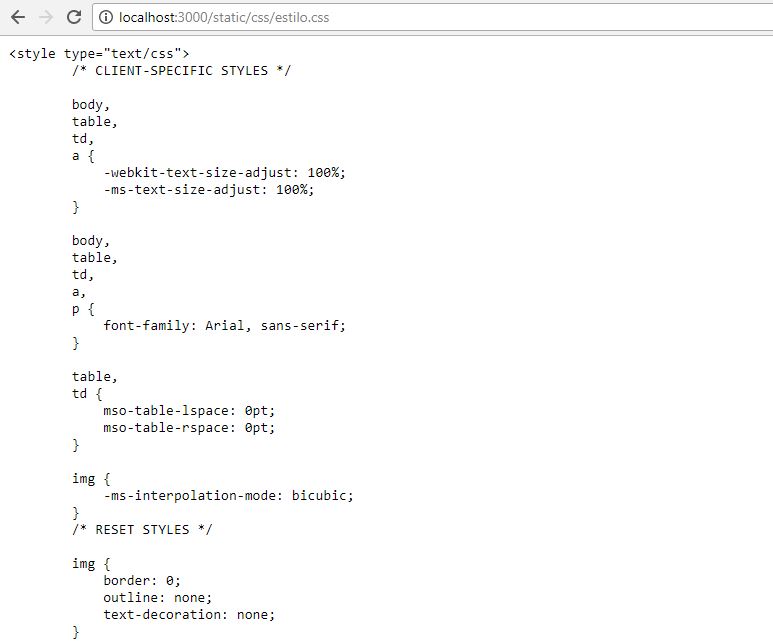 localhost:3000/static/css/estilo.css
<style type="text/css">
/* CLIENT-SPECIFIC STYLES */
body,
table,
td,
a {
-webkit-text-size-adjust: 100%;
-ms-text-size-adjust: 100%;
}
body,
table,
td,
a,
p {
font-family: Arial, sans-serif;
}
table,
td {
mso-table-lspace: 0pt;
mso-table-rspace: 0pt;
}
img {
-ms-interpolation-mode: bicubic;
}
/* RESET STYLES */
img {
border: 0;
outline: none;
text-decoration: none;
}